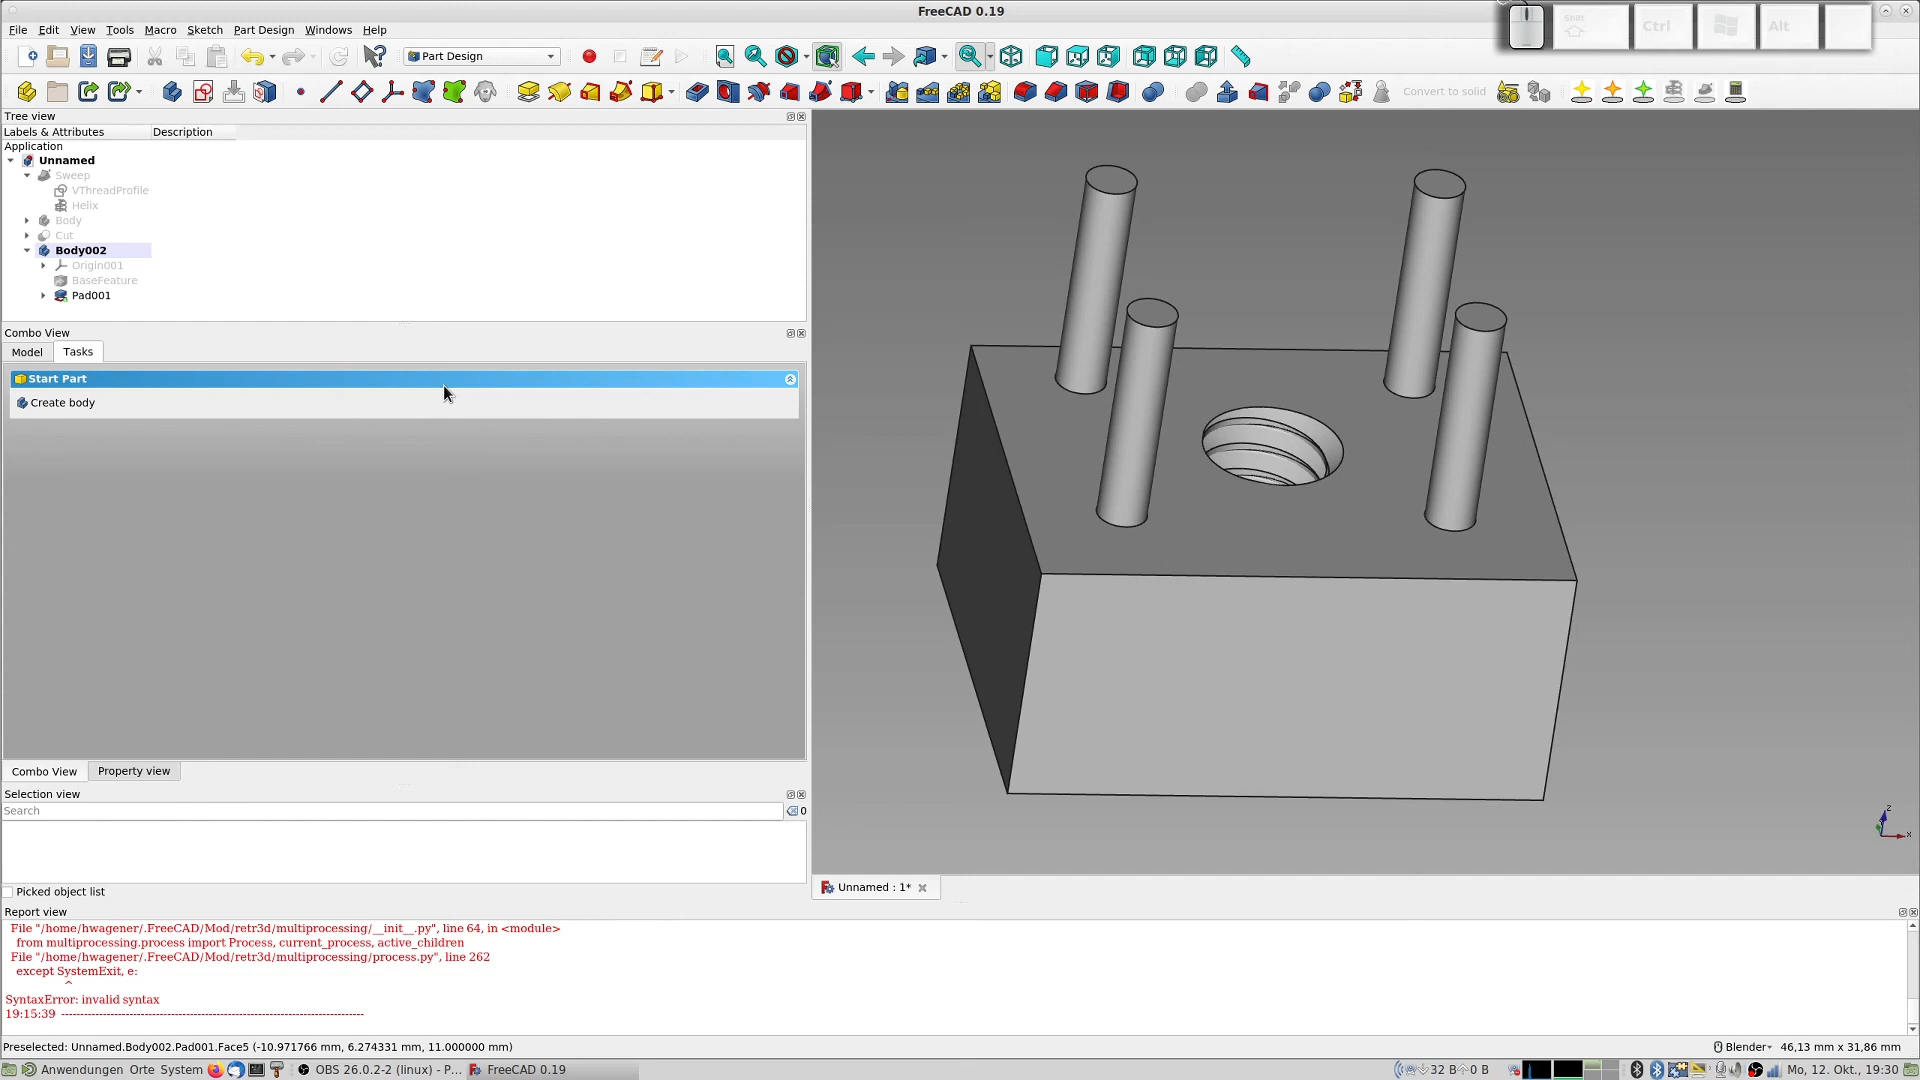 FreeCAD 0.19
Shift
Ctrl
Alt
File Edit View Tools Macro Sketch Part Design Windows Help
Part Design
Convert to solid
Tree view
Labels & Attributes Description
Application
Unnamed
Sweep
VThreadProfile
Helix
Body
Cut
Body002
Origin001
BaseFeature
Pad001
Combo View
Model Tasks
Start Part
Create body
Combo View Property view
Selection view
Search
0
Picked object list
z
x
Unnamed : 1*
Report view
File "/home/hwagener/.FreeCAD/Mod/retr3d/multiprocessing/__init__.py", line 64, in <module>
from multiprocessing.process import Process, current_process, active_children
File "/home/hwagener/.FreeCAD/Mod/retr3d/multiprocessing/process.py", line 262
except SystemExit, e:
^
SyntaxError: invalid syntax
19:15:39 --------------------------------------------------------------------------------
Preselected: Unnamed.Body002.Pad001.Face5 (-10.971766 mm, 6.274331 mm, 11.000000 mm)
Blender 46,13 mm x 31,86 mm
Anwendungen Orte System OBS 26.0.2-2 (linux) - P... FreeCAD 0.19 32 B 0 B Mo, 12. Okt., 19:30